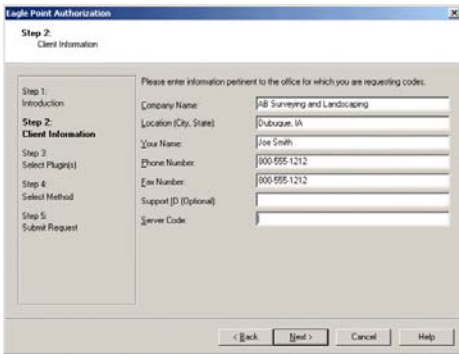 Eagle Point Authorization
Step 2:
Client Information
Please enter information pertinent to the office for which you are requesting codes.
Step 1:
Introduction
Step 2:
Client Information
Step 3:
Select Plugin(s)
Step 4:
Select Method
Step 5:
Submit Request
Company Name: AB Surveying and Landscaping
Location (City, State): Dubuque, IA
Your Name: Joe Smith
Phone Number: 800-555-1212
Fax Number: 800-555-1212
Support ID (Optional):
Server Code:
< Back Next > Cancel Help